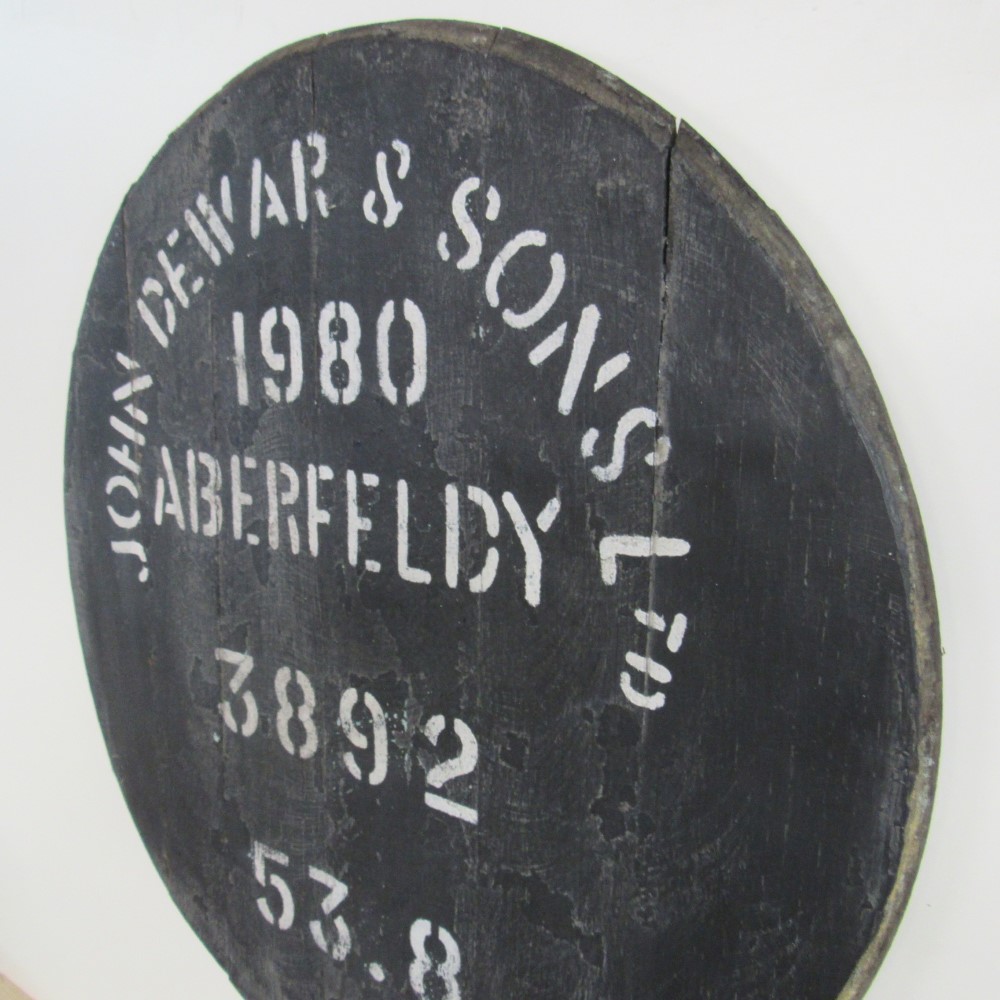 JOHN DEWAR & SONS LTD
1980
ABERFELDY
3892
53.8